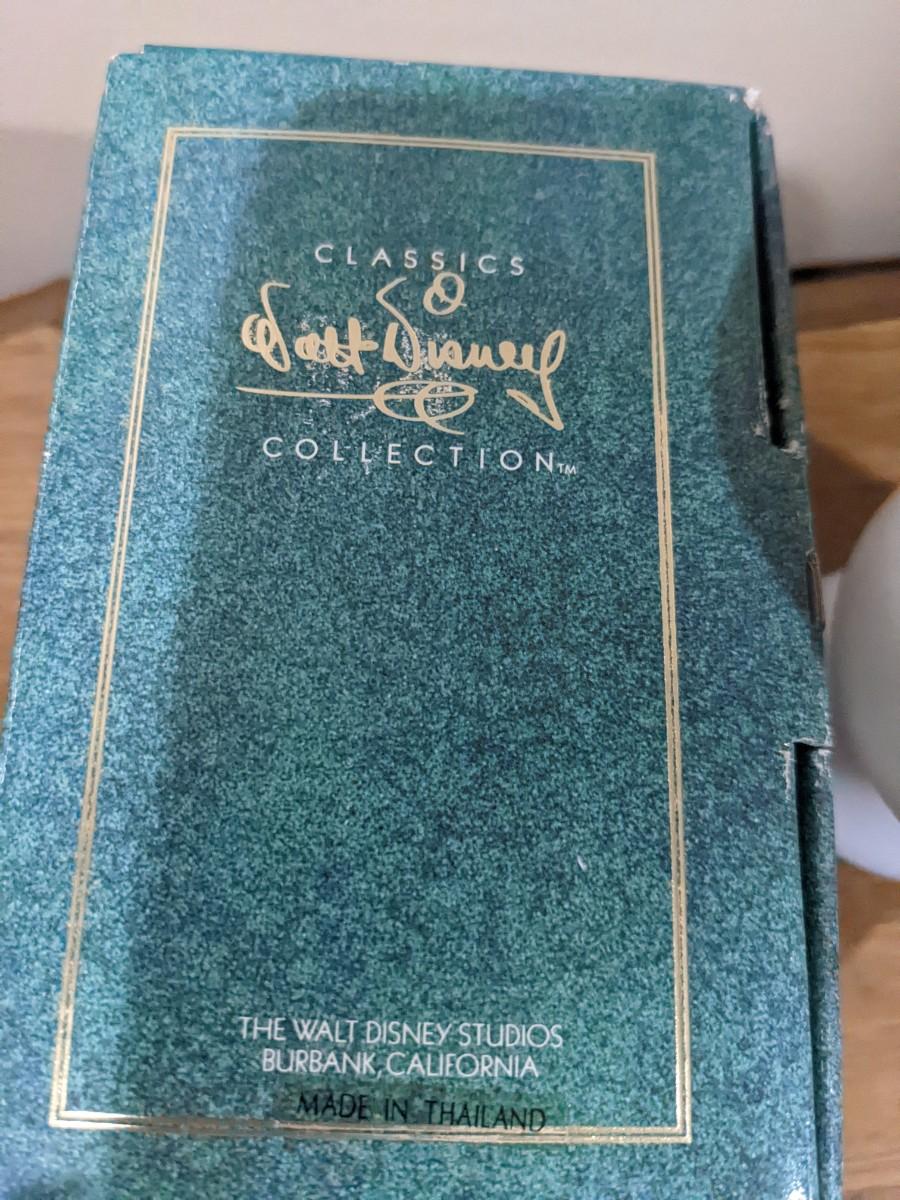 CLASSICS
Walt Disney
COLLECTION™
THE WALT DISNEY STUDIOS
BURBANK, CALIFORNIA
MADE IN THAILAND